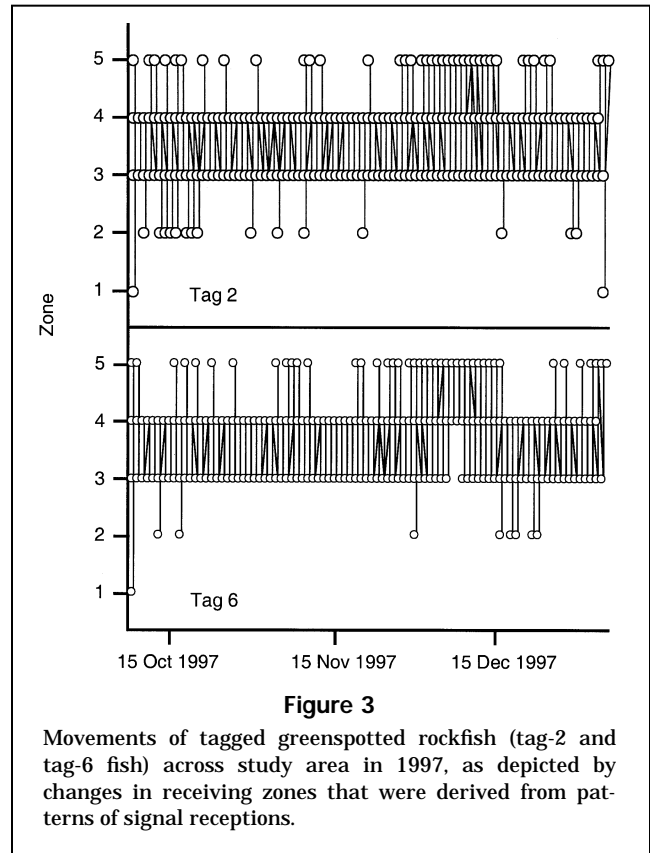 5
4
3
2
1
Tag 2
Zone
5
4
3
2
1
Tag 6
15 Oct 1997
15 Nov 1997
15 Dec 1997
Figure 3
Movements of tagged greenspotted rockfish (tag-2 and
tag-6 fish) across study area in 1997, as depicted by
changes in receiving zones that were derived from pat-
terns of signal receptions.